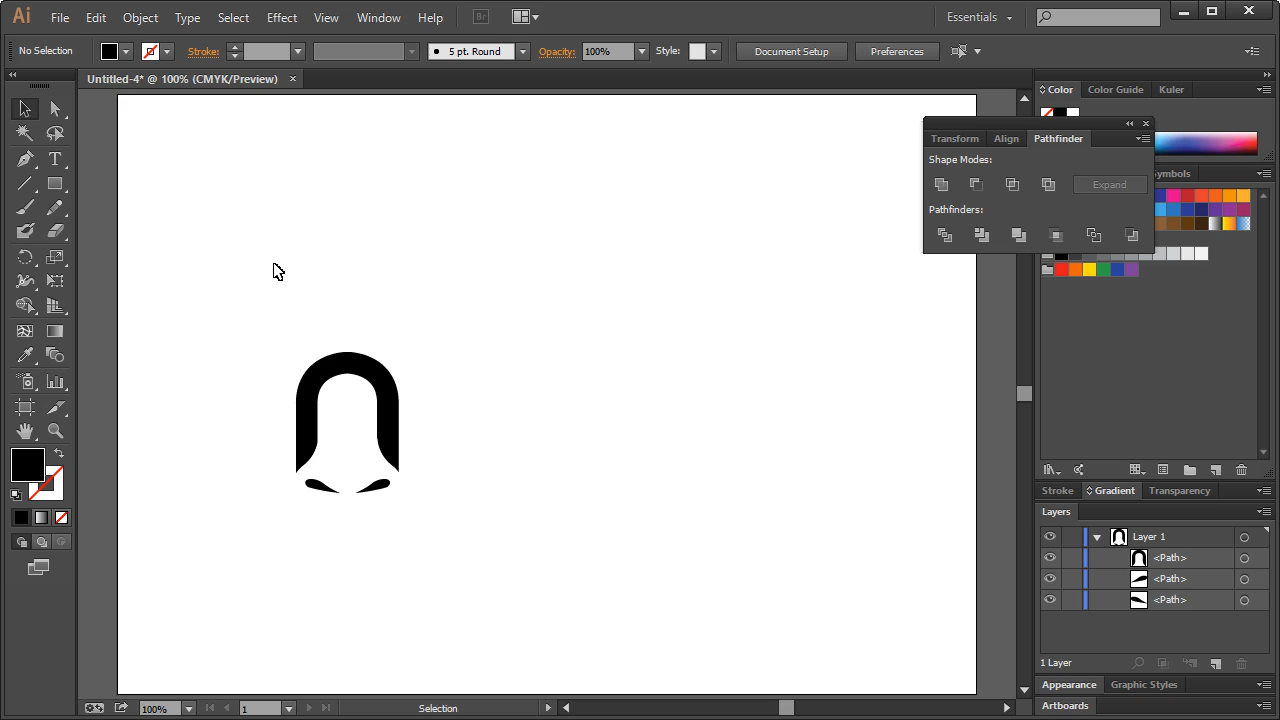 Ai File Edit Object Type Select Effect View Window Help Br Essentials
No Selection Stroke: 5 pt. Round Opacity: 100% Style: Document Setup Preferences
Untitled-4* @ 100% (CMYK/Preview)
Color Color Guide Kuler
Transform Align Pathfinder
Shape Modes:
Expand
Pathfinders:
Symbols
Stroke Gradient Transparency
Layers
Layer 1
<Path>
<Path>
<Path>
1 Layer
Appearance Graphic Styles
Artboards
100% 1 Selection